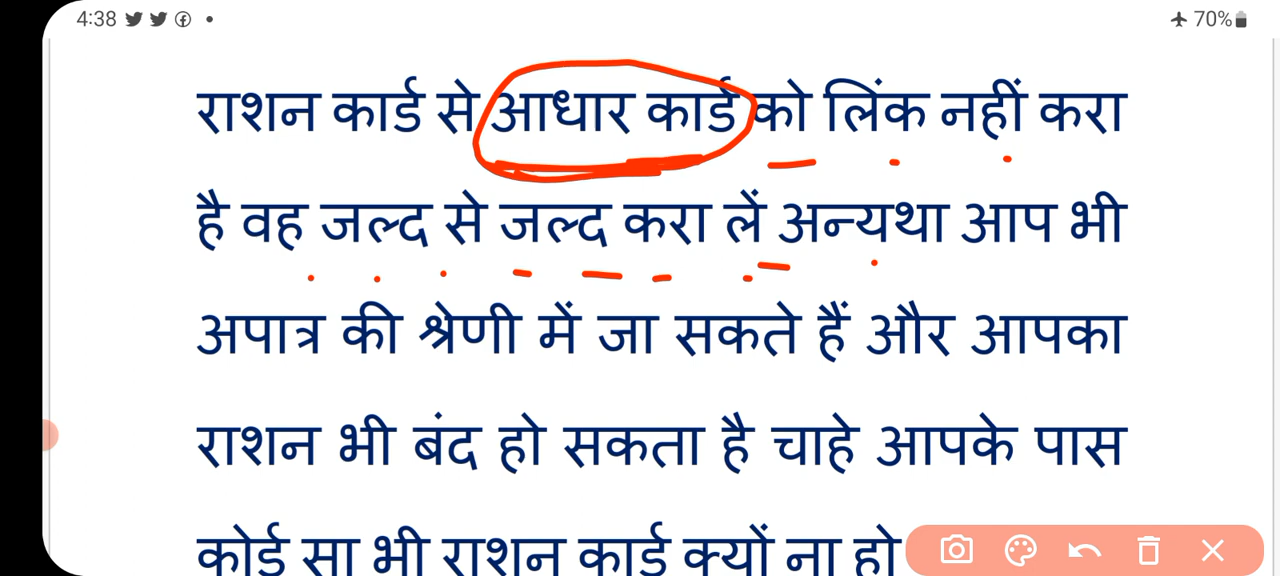 4:38
70%
राशन कार्ड से आधार कार्ड को लिंक नहीं करा
है वह जल्द से जल्द करा लें अन्यथा आप भी
अपात्र की श्रेणी में जा सकते हैं और आपका
राशन भी बंद हो सकता है चाहे आपके पास
कोई सा भी राशन कार्ड क्यों ना हो